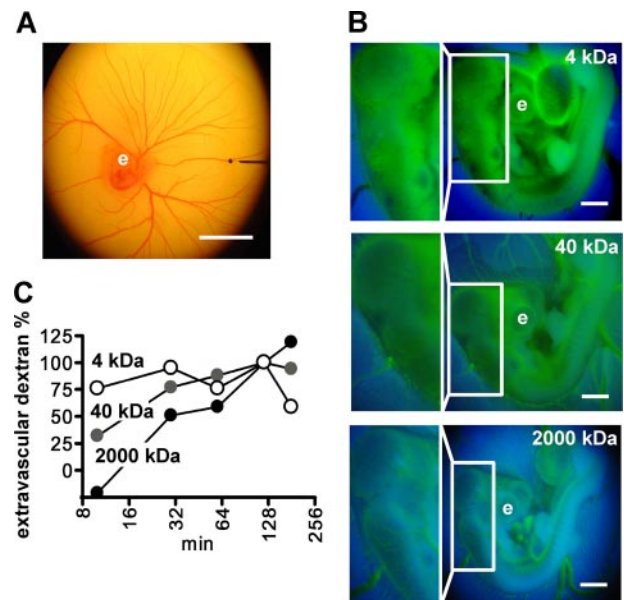 A
e
B
4 kDa
e
40 kDa
e
2000 kDa
e
C
extravascular dextran %
125
100
75
50
25
0
4 kDa
40 kDa
2000 kDa
8 16 32 64 128 256
min